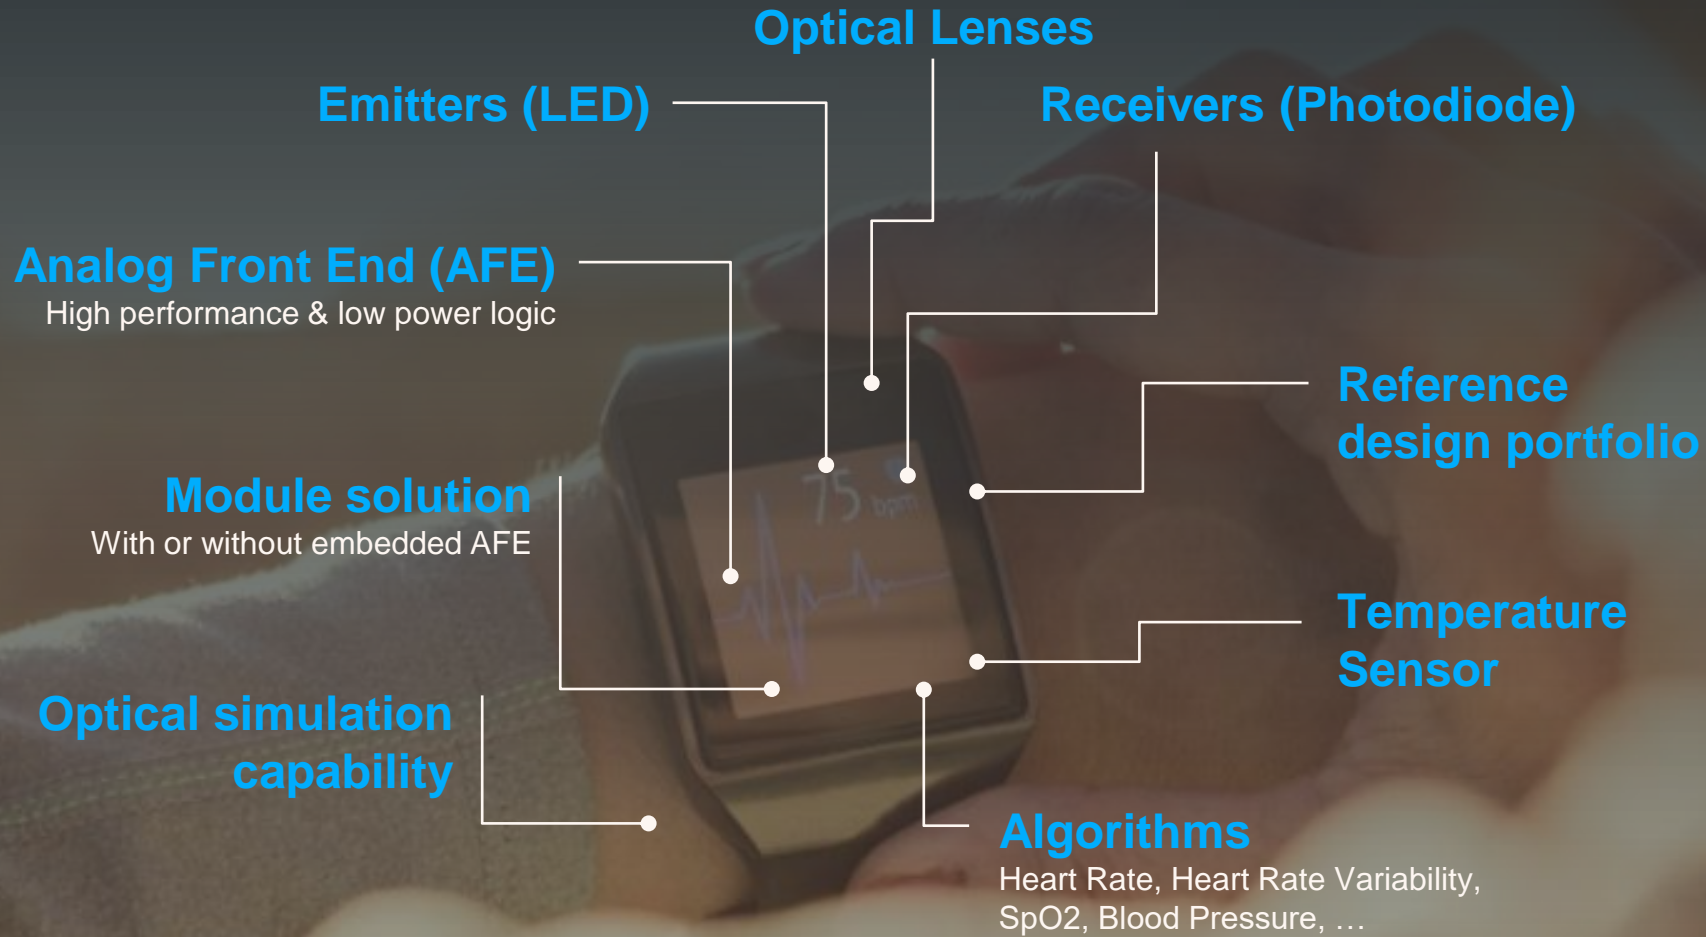 Optical Lenses
Emitters (LED)
Receivers (Photodiode)
Analog Front End (AFE)
High performance & low power logic
Reference
design portfolio
Module solution
With or without embedded AFE
75
bpm
Temperature
Sensor
Optical simulation
capability
Algorithms
Heart Rate, Heart Rate Variability,
SpO2, Blood Pressure, …